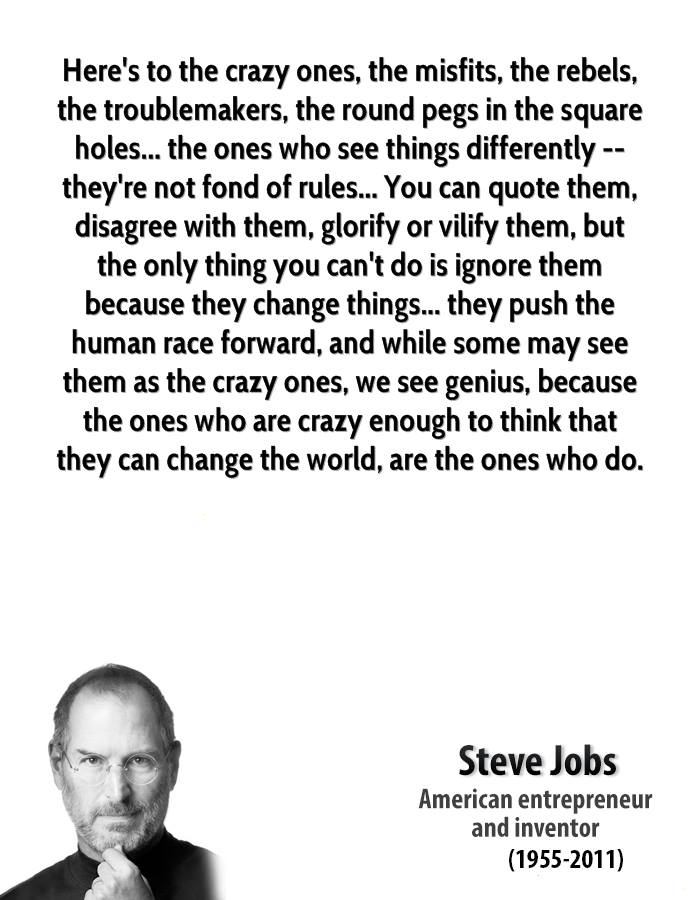 Here's to the crazy ones, the misfits, the rebels,
the troublemakers, the round pegs in the square
holes... the ones who see things differently --
they're not fond of rules... You can quote them,
disagree with them, glorify or vilify them, but
the only thing you can't do is ignore them
because they change things... they push the
human race forward, and while some may see
them as the crazy ones, we see genius, because
the ones who are crazy enough to think that
they can change the world, are the ones who do.
Steve Jobs
American entrepreneur
and inventor
(1955-2011)